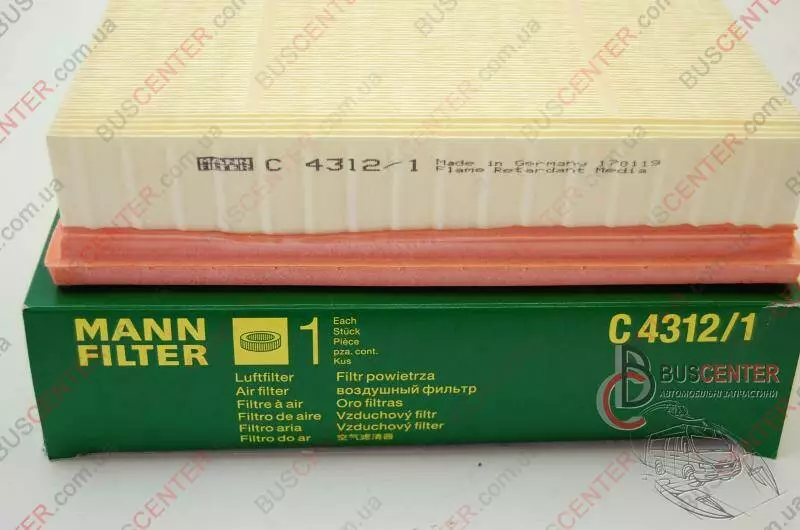 MANN FILTER C 4312/1 Made in Germany 170119
Flame Retardant Media
MANN
FILTER
1
Each
Stück
Pièce
pza. cont.
Kus
C 4312/1
Luftfilter
Air filter
Filtre à air
Filtro de aire
Filtro aria
Filtro do ar
Filtr powietrza
воздушный фильтр
Oro filtras
Vzduchový filtr
Vzduchový filter
空气滤清器
BUSCENTER
АВТОМОБІЛЬНІ ЗАПЧАСТИНИ
BUSCENTER.com.ua